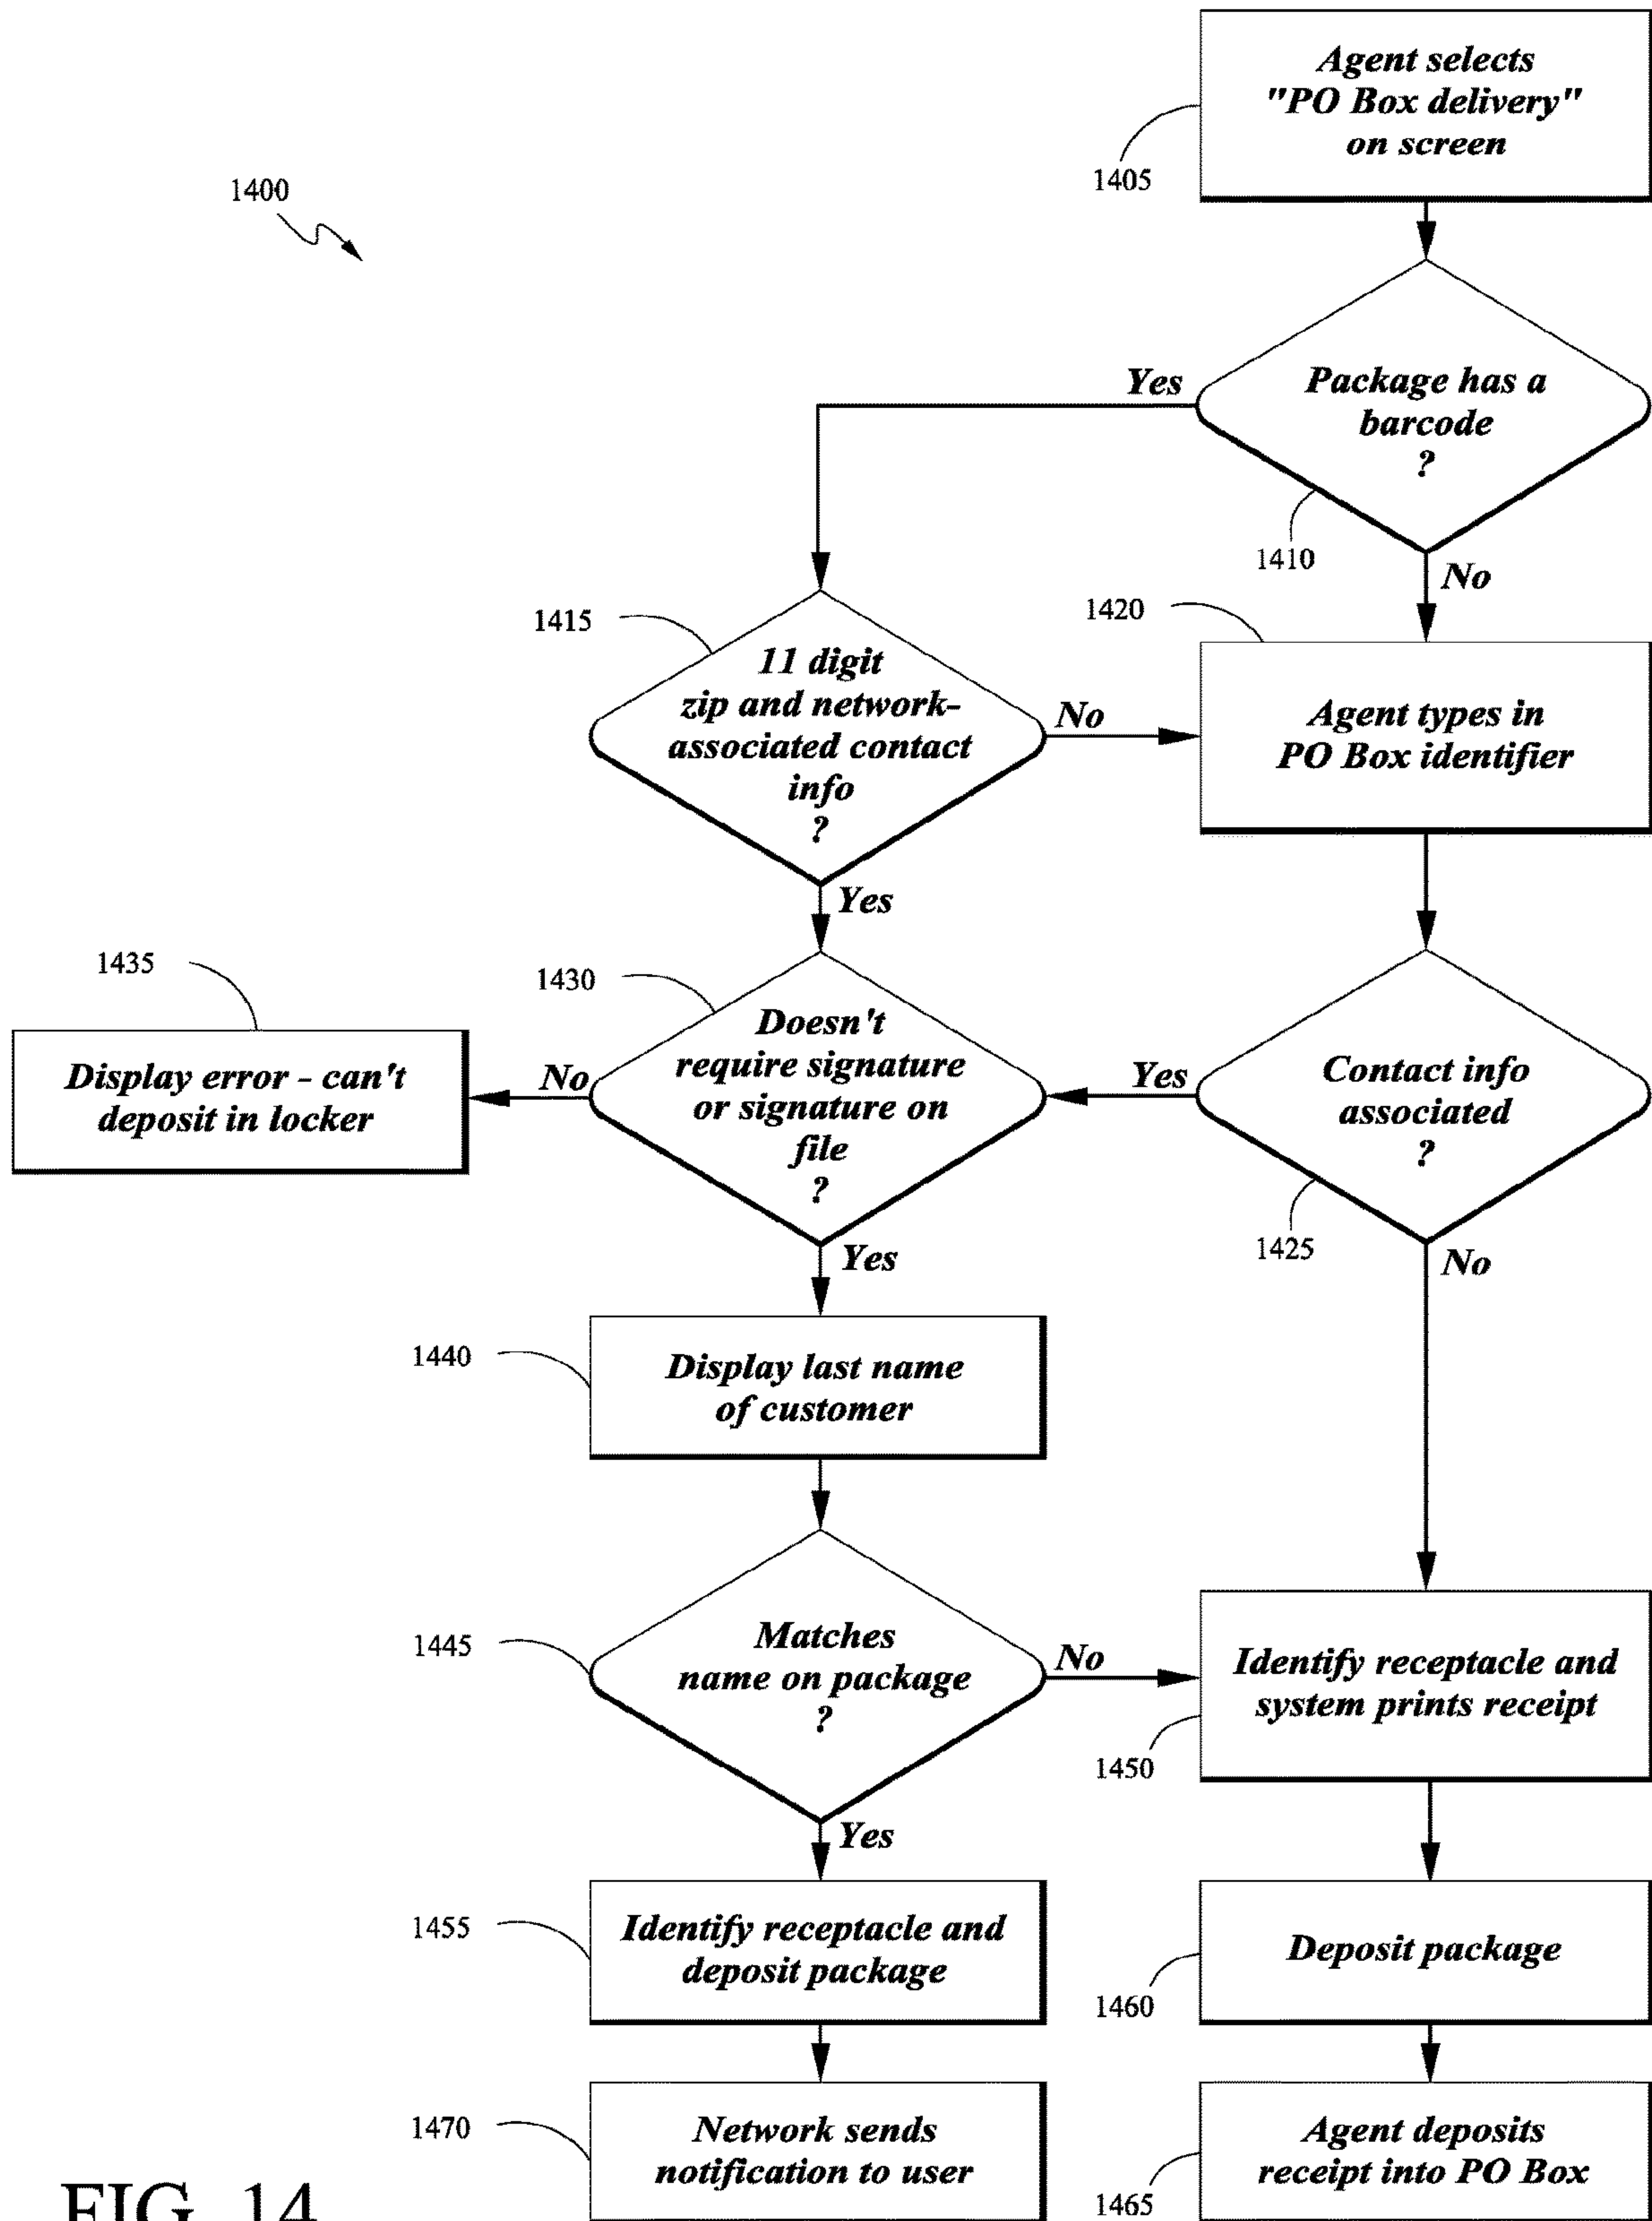 Agent selects
"PO Box delivery"
on screen
1405
1400
Yes
Package has a
barcode
?
1410
No
1415
11 digit
zip and network-
associated contact
info
?
No
1420
Agent types in
PO Box identifier
Yes
1435
Display error - can't
deposit in locker
No
1430
Doesn't
require signature
or signature on
file
?
Yes
Contact info
associated
?
1425
No
Yes
1440
Display last name
of customer
1445
Matches
name on package
?
No
Identify receptacle and
system prints receipt
1450
Yes
1455
Identify receptacle and
deposit package
Deposit package
1460
1470
Network sends
notification to user
Agent deposits
receipt into PO Box
1465
FIG. 14